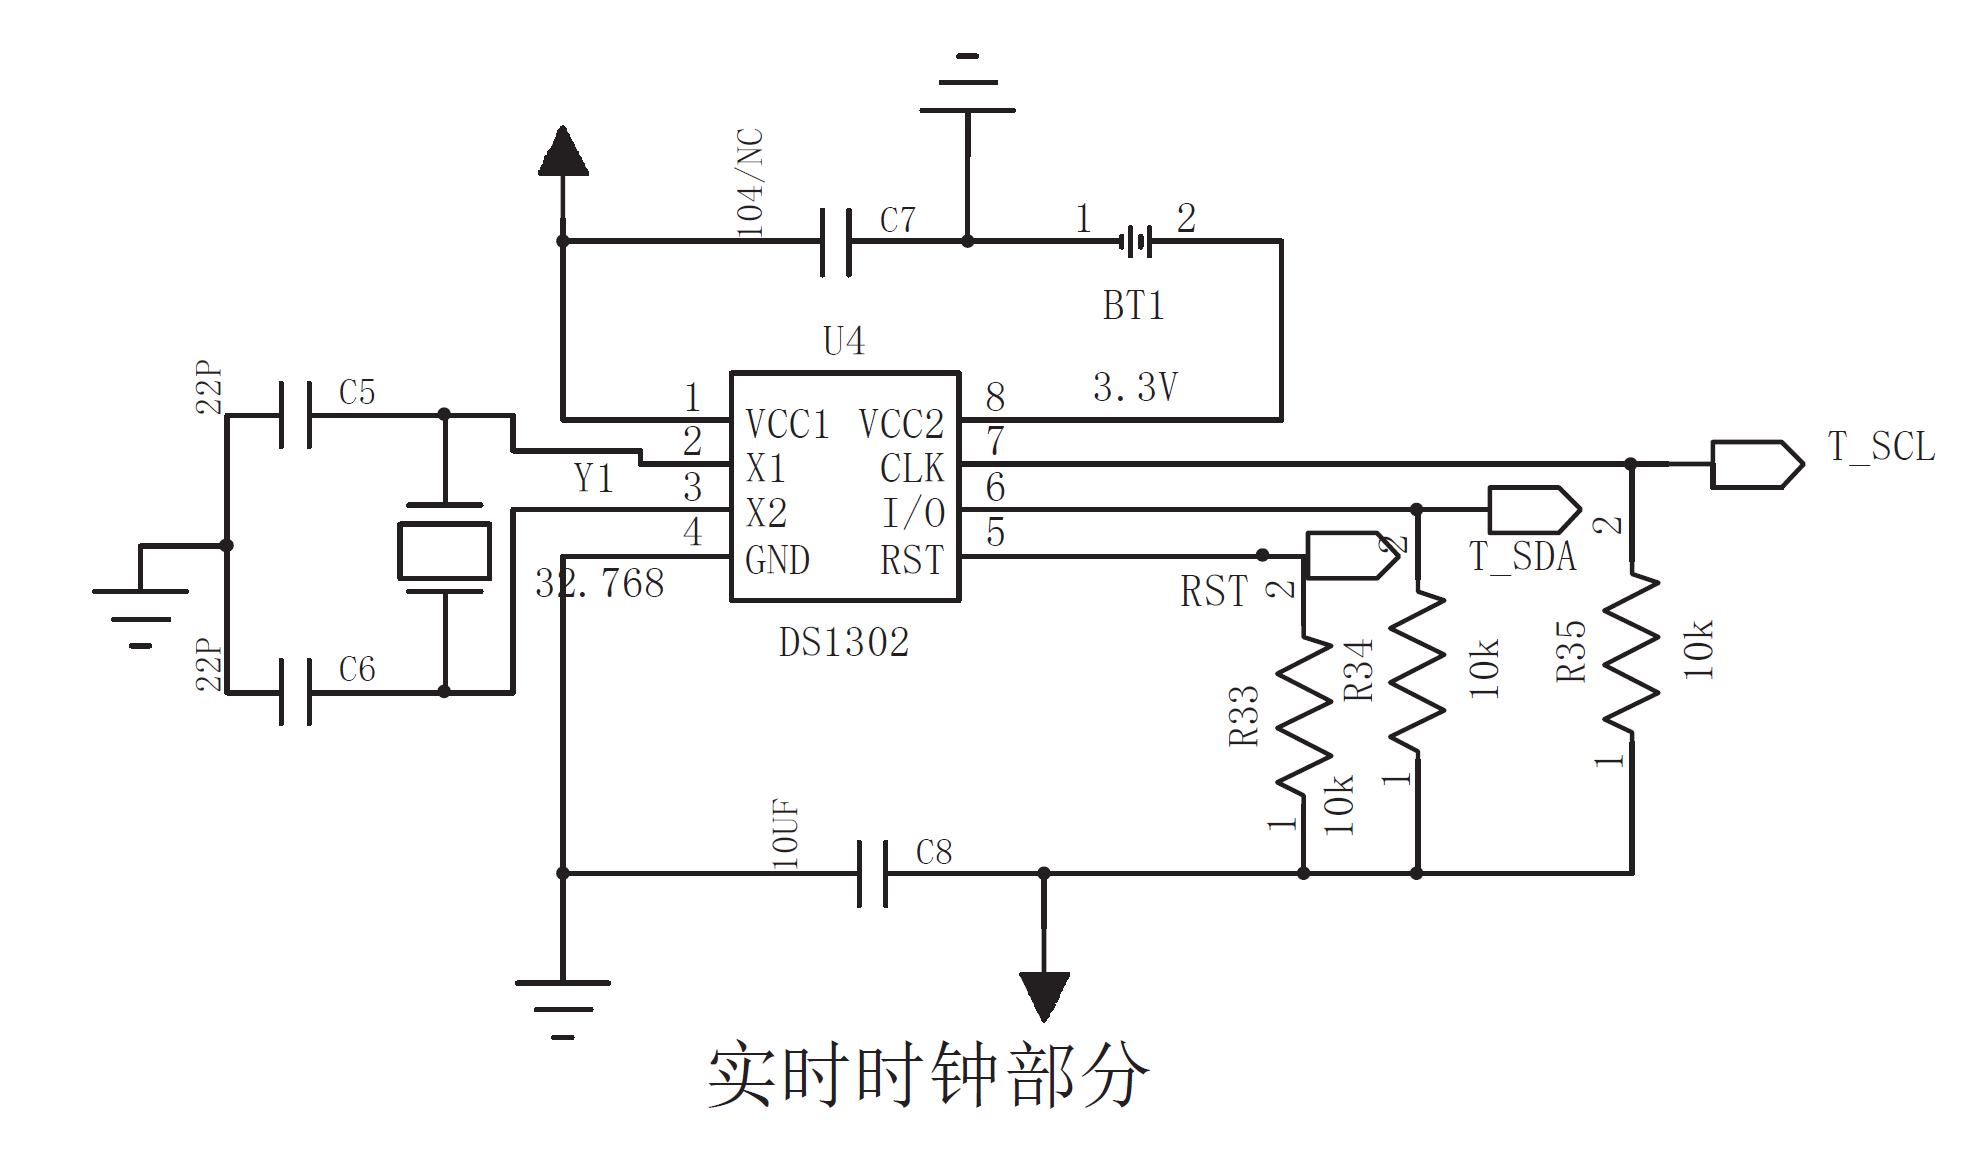 104/NC
C7
1
2
BT1
U4
3.3V
22P
C5
1
VCC1
VCC2
8
2
X1
CLK
7
T_SCL
Y1
3
X2
I/O
6
2
4
GND
RST
5
2
T_SDA
32.768
RST
2
DS1302
22P
C6
R33
10k
1
R34
10k
1
R35
10k
1
10UF
C8
实时时钟部分